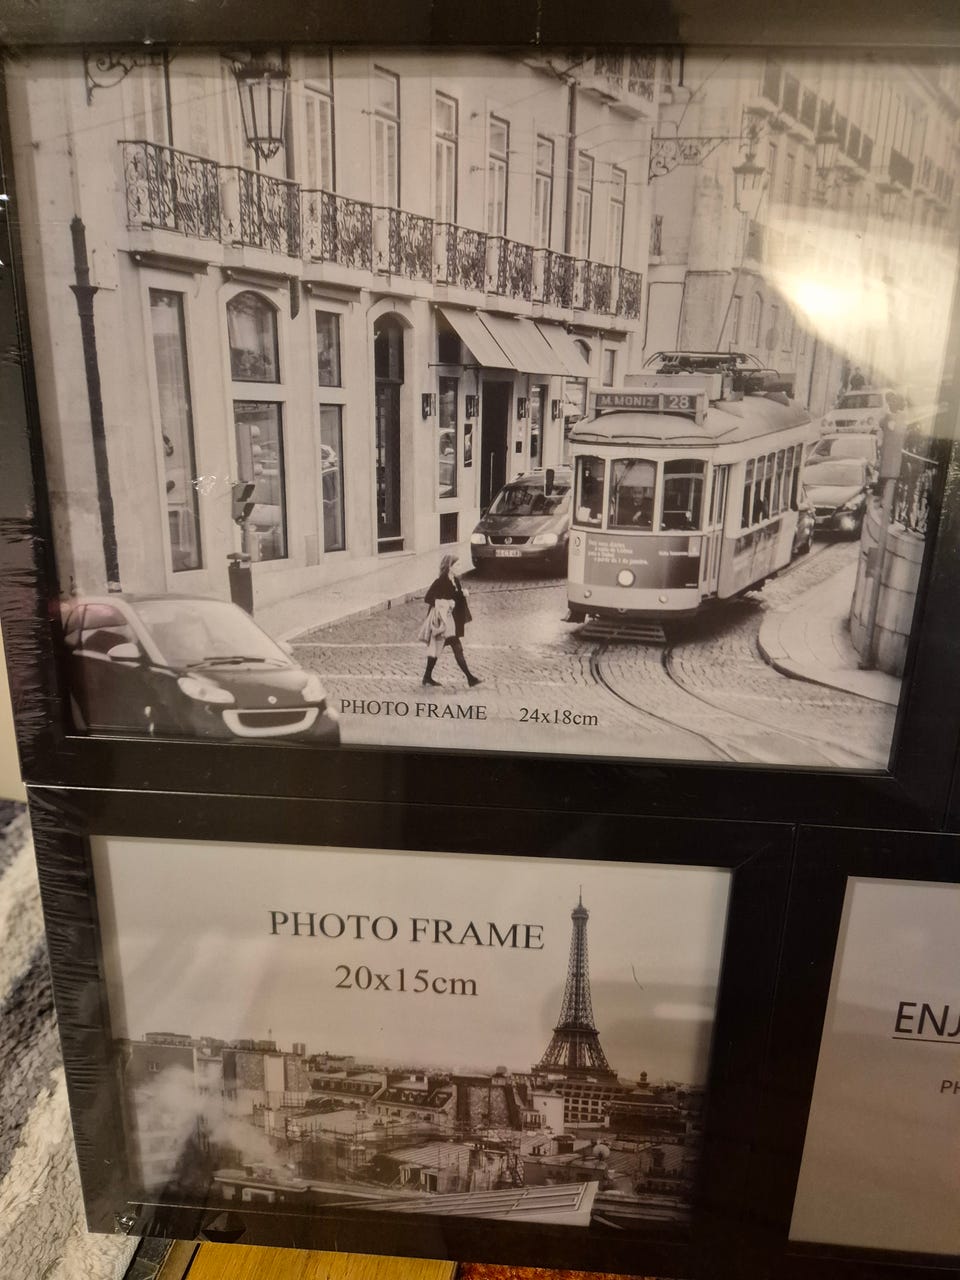 M. MONIZ 28
PHOTO FRAME 24x18cm
PHOTO FRAME
20x15cm
ENJ
PH